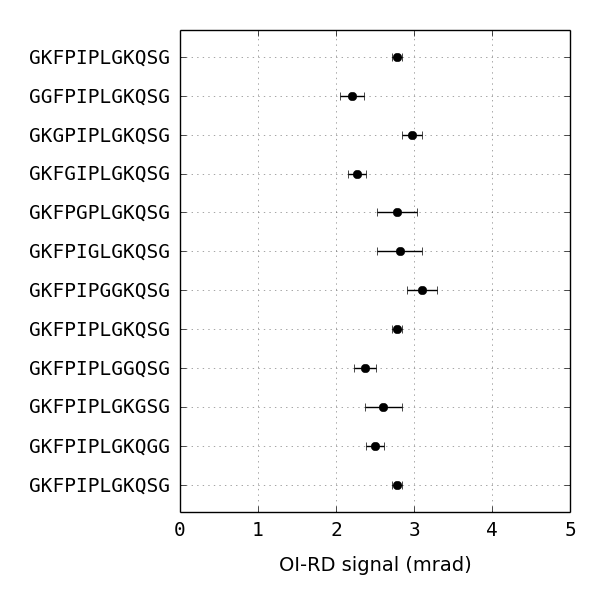 GKFPIPLGKQSG
GGFPIPLGKQSG
GKGPIPLGKQSG
GKFGIPLGKQSG
GKFPGPLGKQSG
GKFPIGLGKQSG
GKFPIPGGKQSG
GKFPIPLGKQSG
GKFPIPLGGQSG
GKFPIPLGKGSG
GKFPIPLGKQGG
GKFPIPLGKQSG
0 1 2 3 4 5
OI-RD signal (mrad)